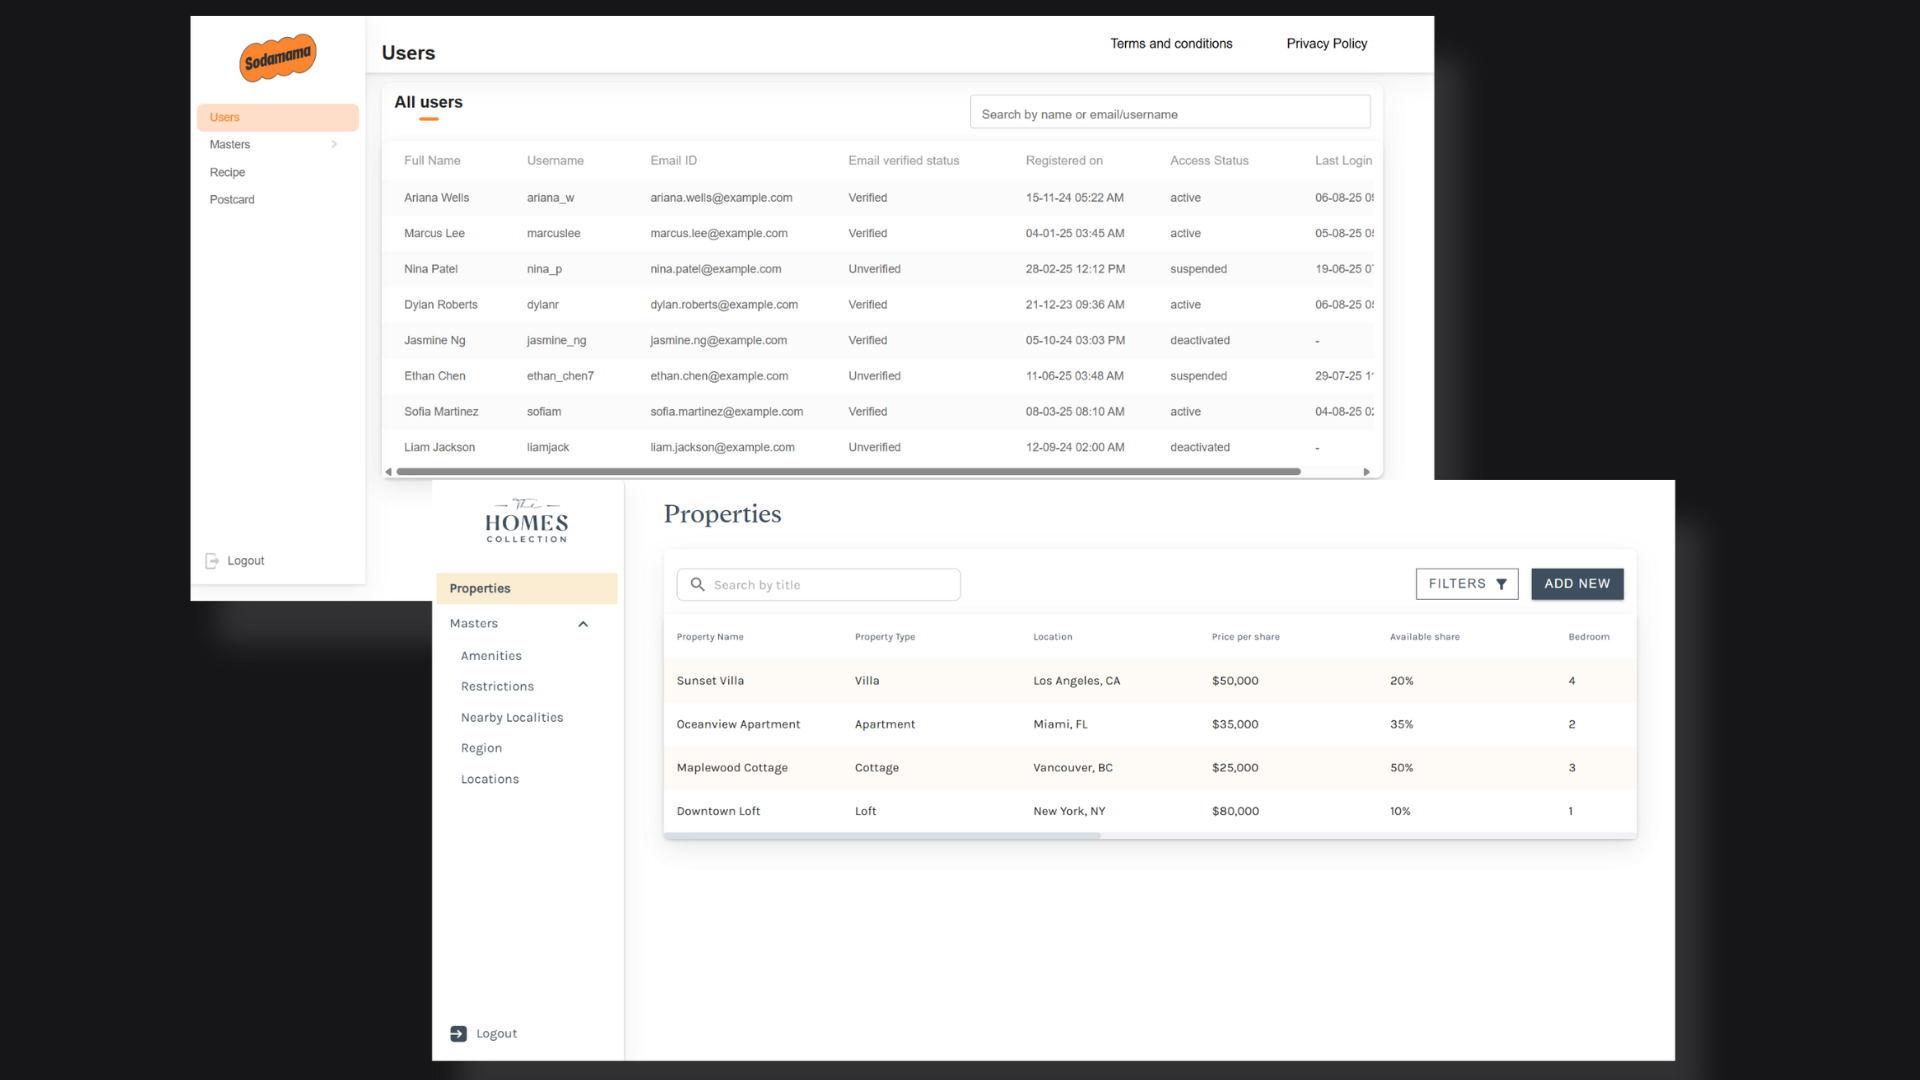 Sodamama
Users
Terms and conditions
Privacy Policy
Users
Masters
Recipe
Postcard
Logout
All users
Search by name or email/username
Full Name Username Email ID Email verified status Registered on Access Status Last Login
Ariana Wells ariana_w ariana.wells@example.com Verified 15-11-24 05:22 AM active 06-08-25
Marcus Lee marcuslee marcus.lee@example.com Verified 04-01-25 03:45 AM active 05-08-25
Nina Patel nina_p nina.patel@example.com Unverified 28-02-25 12:12 PM suspended 19-06-25
Dylan Roberts dylanr dylan.roberts@example.com Verified 21-12-23 09:36 AM active 06-08-25
Jasmine Ng jasmine_ng jasmine.ng@example.com Verified 05-10-24 03:03 PM deactivated -
Ethan Chen ethan_chen7 ethan.chen@example.com Unverified 11-06-25 03:48 AM suspended 29-07-25
Sofia Martinez sofiam sofia.martinez@example.com Verified 08-03-25 08:10 AM active 04-08-25
Liam Jackson liamjack liam.jackson@example.com Unverified 12-09-24 02:00 AM deactivated -
The
HOMES
COLLECTION
Properties
Masters
Amenities
Restrictions
Nearby Localities
Region
Locations
Logout
Properties
Search by title
FILTERS
ADD NEW
Property Name Property Type Location Price per share Available share Bedroom
Sunset Villa Villa Los Angeles, CA $50,000 20% 4
Oceanview Apartment Apartment Miami, FL $35,000 35% 2
Maplewood Cottage Cottage Vancouver, BC $25,000 50% 3
Downtown Loft Loft New York, NY $80,000 10% 1